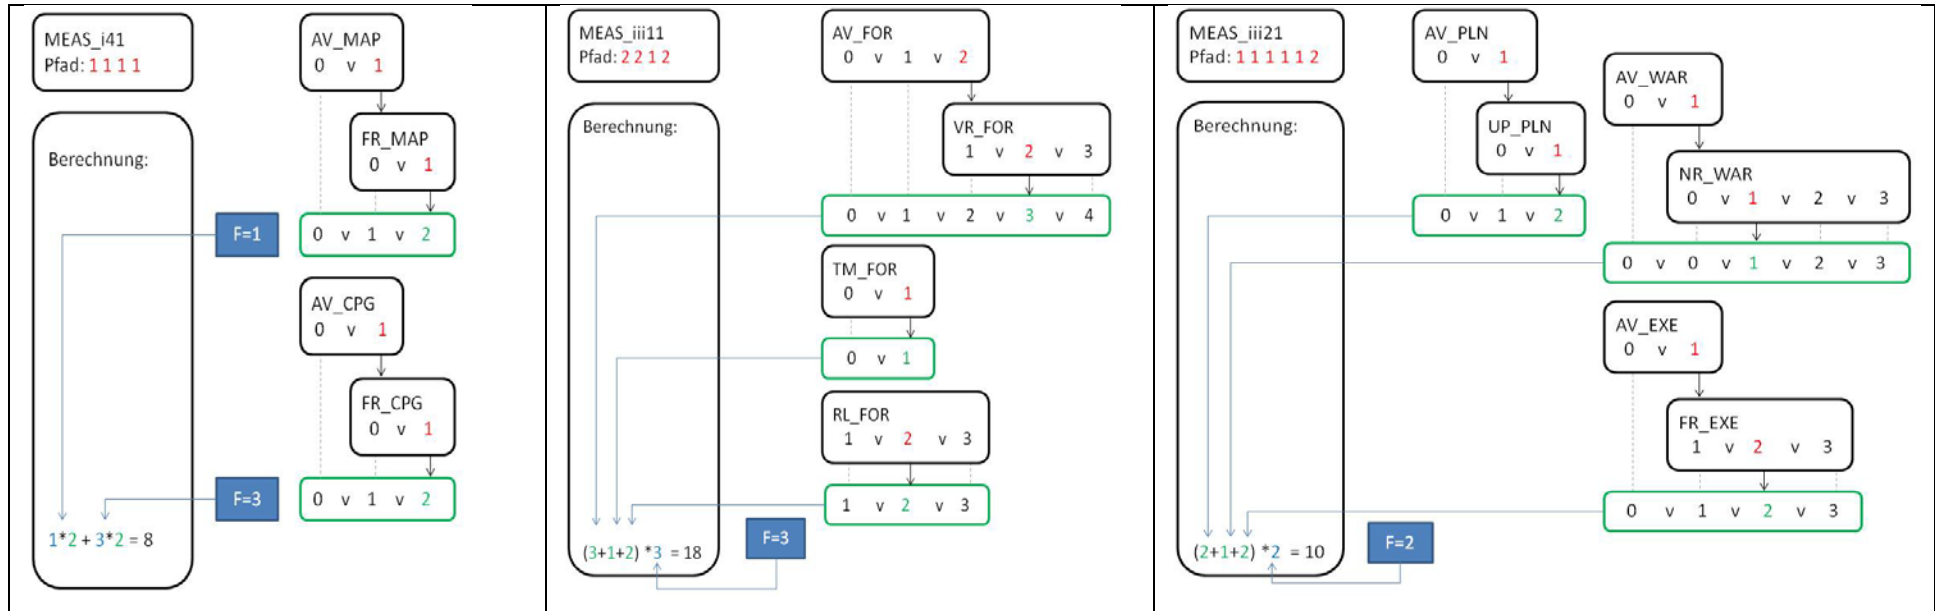 MEAS_i41
Pfad: 1 1 1 1
Berechnung:
1*2 + 3*2 = 8
F=1
F=3
AV_MAP
0 v 1
FR_MAP
0 v 1
0 v 1 v 2
AV_CPG
0 v 1
FR_CPG
0 v 1
0 v 1 v 2
MEAS_iii11
Pfad: 2 2 1 2
Berechnung:
(3+1+2) *3 = 18
F=3
AV_FOR
0 v 1 v 2
VR_FOR
1 v 2 v 3
0 v 1 v 2 v 3 v 4
TM_FOR
0 v 1
0 v 1
RL_FOR
1 v 2 v 3
1 v 2 v 3
MEAS_iii21
Pfad: 1 1 1 1 1 2
Berechnung:
(2+1+2) *2 = 10
F=2
AV_PLN
0 v 1
UP_PLN
0 v 1
0 v 1 v 2
AV_WAR
0 v 1
NR_WAR
0 v 1 v 2 v 3
0 v 0 v 1 v 2 v 3
AV_EXE
0 v 1
FR_EXE
1 v 2 v 3
0 v 1 v 2 v 3